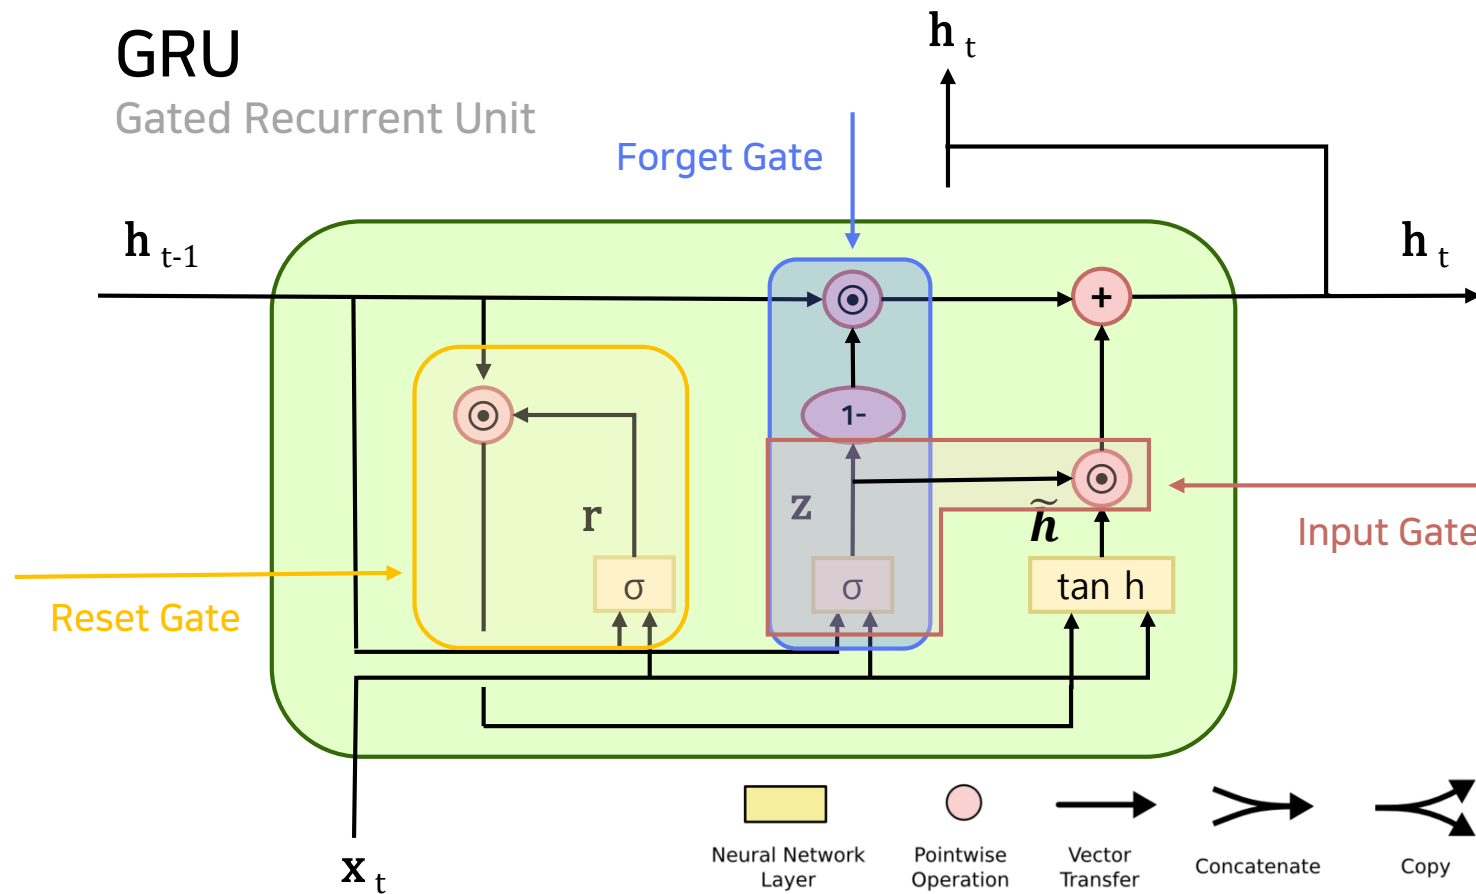 GRU
Gated Recurrent Unit
h t
Forget Gate
h t-1
h t
⊙
+
⊙
1-
⊙
r
z
h̃
Input Gate
σ
σ
tan h
Reset Gate
x t
Neural Network
Layer
Pointwise
Operation
Vector
Transfer
Concatenate
Copy